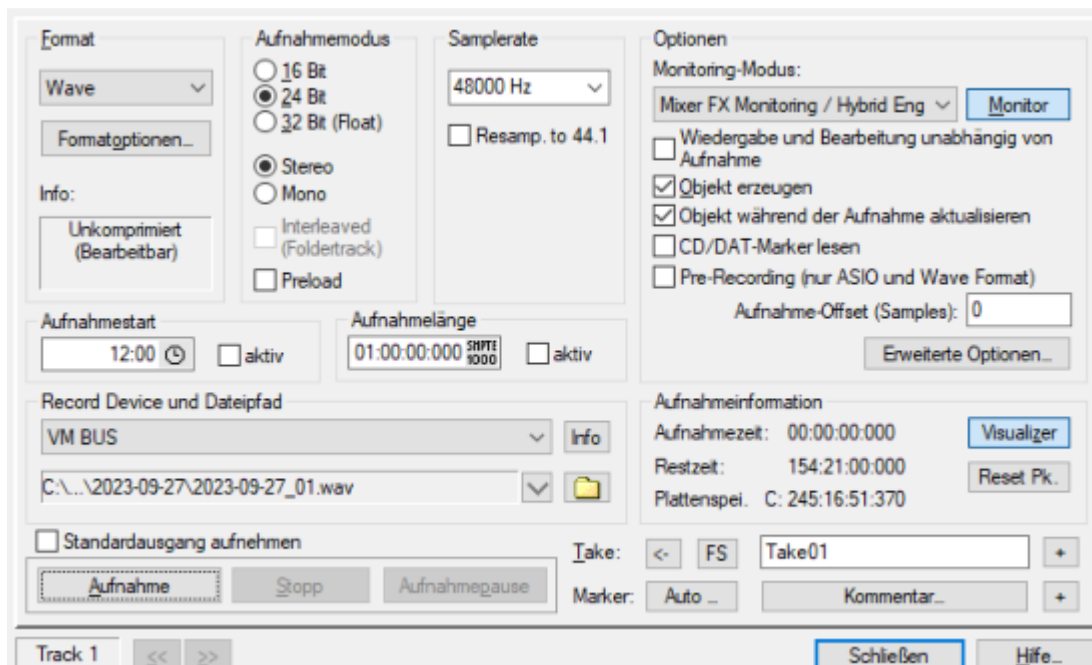 Format
Wave
Formatoptionen...
Info:
Unkomprimiert
(Bearbeitbar)
Aufnahmemodus
16 Bit
24 Bit
32 Bit (Float)
Stereo
Mono
Interleaved
(Foldertrack)
Preload
Samplerate
48000 Hz
Resamp. to 44.1
Optionen
Monitoring-Modus:
Mixer FX Monitoring / Hybrid Eng
Monitor
Wiedergabe und Bearbeitung unabhängig von
Aufnahme
Objekt erzeugen
Objekt während der Aufnahme aktualisieren
CD/DAT-Marker lesen
Pre-Recording (nur ASIO und Wave Format)
Aufnahme-Offset (Samples): 0
Erweiterte Optionen...
Aufnahmestart
12:00
aktiv
Aufnahmelänge
01:00:00:000 SMPTE 1000
aktiv
Record Device und Dateipfad
VM BUS
Info
C:\...\2023-09-27\2023-09-27_01.wav
Aufnahmeinformation
Aufnahmezeit: 00:00:00:000
Visualizer
Restzeit: 154:21:00:000
Reset Pk.
Plattenspei. C: 245:16:51:370
Standardausgang aufnehmen
Aufnahme
Stopp
Aufnahmepause
Take: <- FS Take01 +
Marker: Auto ... Kommentar... +
Track 1 << >>
Schließen
Hilfe...